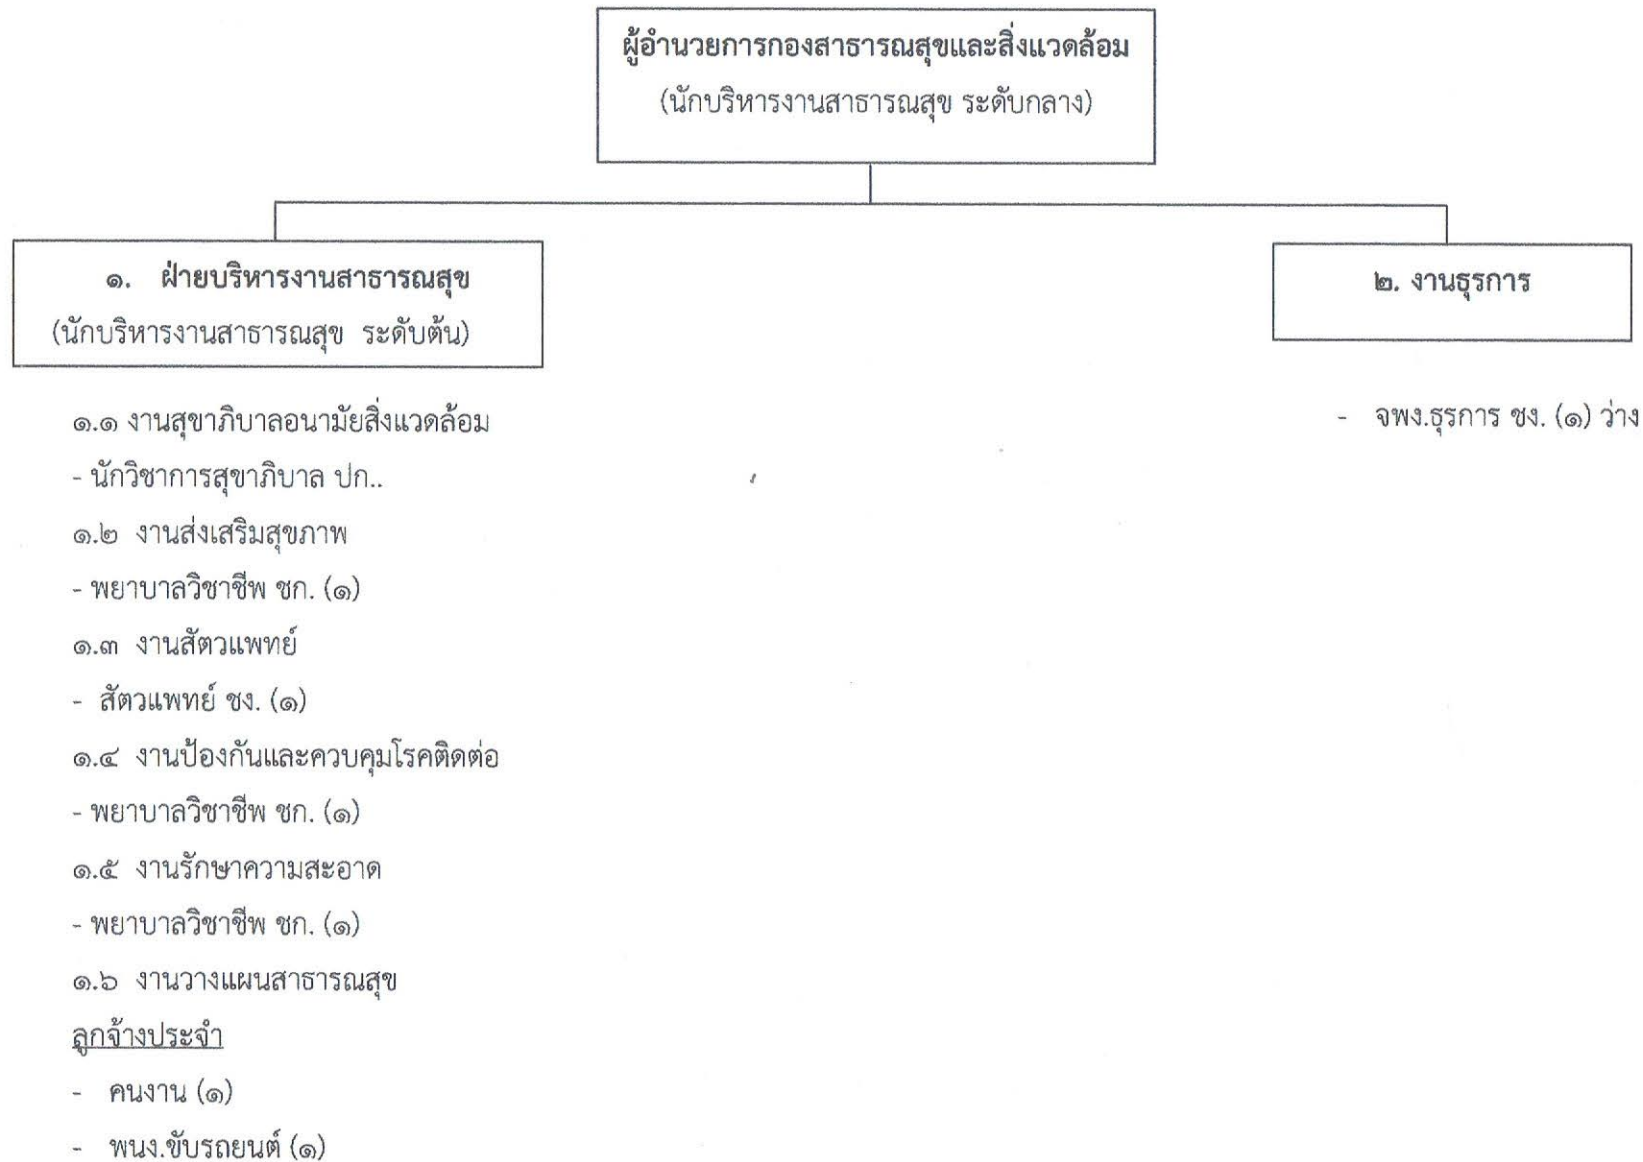 ผู้อำนวยการกองสาธารณสุขและสิ่งแวดล้อม
(นักบริหารงานสาธารณสุข ระดับกลาง)
๑. ฝ่ายบริหารงานสาธารณสุข
(นักบริหารงานสาธารณสุข ระดับต้น)
๒. งานธุรการ
๑.๑ งานสุขาภิบาลอนามัยสิ่งแวดล้อม
- นักวิชาการสุขาภิบาล ปก..
๑.๒ งานส่งเสริมสุขภาพ
- พยาบาลวิชาชีพ ชก. (๑)
๑.๓ งานสัตวแพทย์
- สัตวแพทย์ ชง. (๑)
๑.๔ งานป้องกันและควบคุมโรคติดต่อ
- พยาบาลวิชาชีพ ชก. (๑)
๑.๕ งานรักษาความสะอาด
- พยาบาลวิชาชีพ ชก. (๑)
๑.๖ งานวางแผนสาธารณสุข
ลูกจ้างประจำ
- คนงาน (๑)
- พนง.ขับรถยนต์ (๑)
- จพง.ธุรการ ชง. (๑) ว่าง